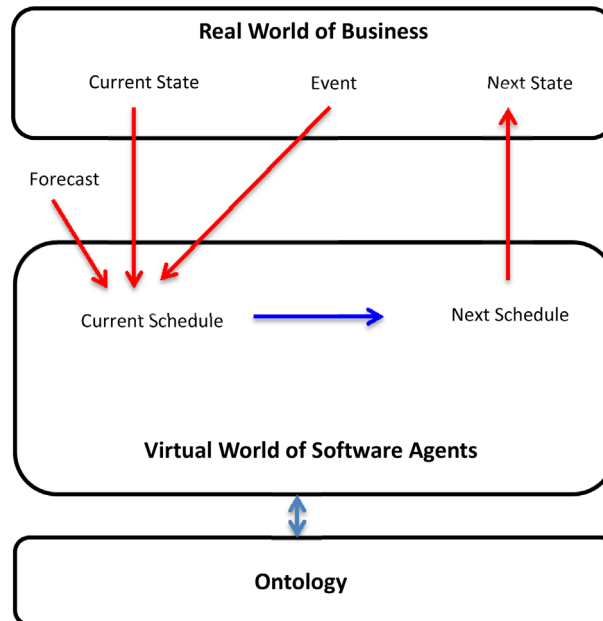 Real World of Business
Current State
Event
Next State
Forecast
Current Schedule
Next Schedule
Virtual World of Software Agents
Ontology